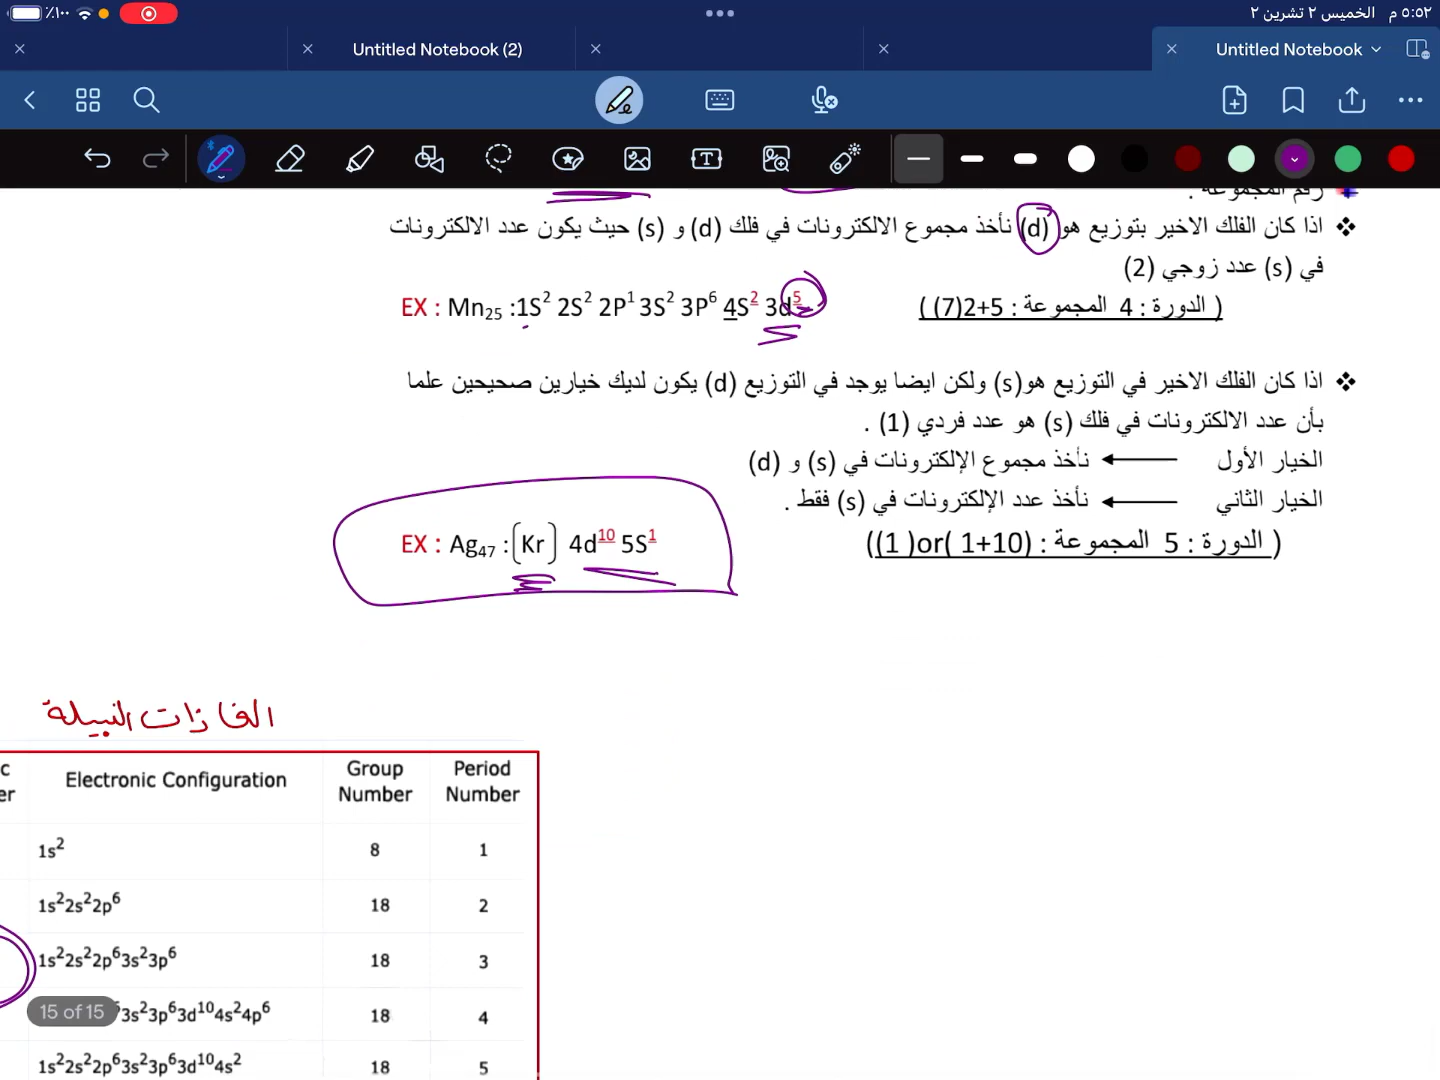 ٪١٠٠
٥:٥٢ م الخميس ٢ تشرين ٢
Untitled Notebook (2)
Untitled Notebook
رقم المجموعة .
❖ اذا كان الفلك الاخير بتوزيع هو (d) نأخذ مجموع الالكترونات في فلك (d) و (s) حيث يكون عدد الالكترونات
في (s) عدد زوجي (2)
EX : Mn₂₅ :1S² 2S² 2P¹ 3S² 3P⁶ 4S² 3d⁵
( الدورة : 4 المجموعة : 5+2(7) )
❖ اذا كان الفلك الاخير في التوزيع هو(s) ولكن ايضا يوجد في التوزيع (d) يكون لديك خيارين صحيحين علما
بأن عدد الالكترونات في فلك (s) هو عدد فردي (1) .
الخيار الأول ← نأخذ مجموع الإلكترونات في (s) و (d)
الخيار الثاني ← نأخذ عدد الإلكترونات في (s) فقط .
EX : Ag₄₇ :[Kr] 4d¹⁰ 5S¹
( الدورة : 5 المجموعة : (10+1 )or( 1))
الغازات النبيلة
c
er
Electronic Configuration
Group Number
Period Number
1s² 8 1
1s²2s²2p⁶ 18 2
1s²2s²2p⁶3s²3p⁶ 18 3
3s²3p⁶3d¹⁰4s²4p⁶ 18 4
1s²2s²2p⁶3s²3p⁶3d¹⁰4s² 18 5
15 of 15